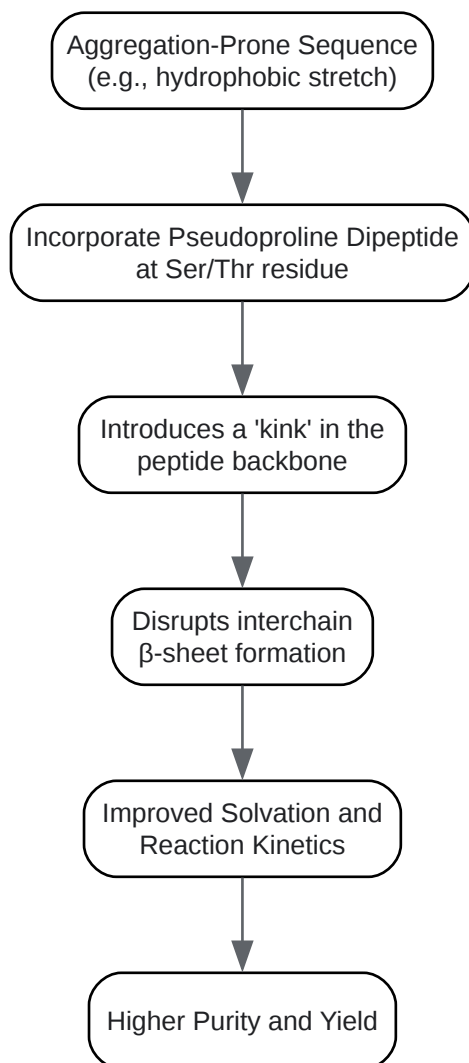 Aggregation-Prone Sequence
(e.g., hydrophobic stretch)
Incorporate Pseudoproline Dipeptide
at Ser/Thr residue
Introduces a 'kink' in the
peptide backbone
Disrupts interchain
β-sheet formation
Improved Solvation and
Reaction Kinetics
Higher Purity and Yield